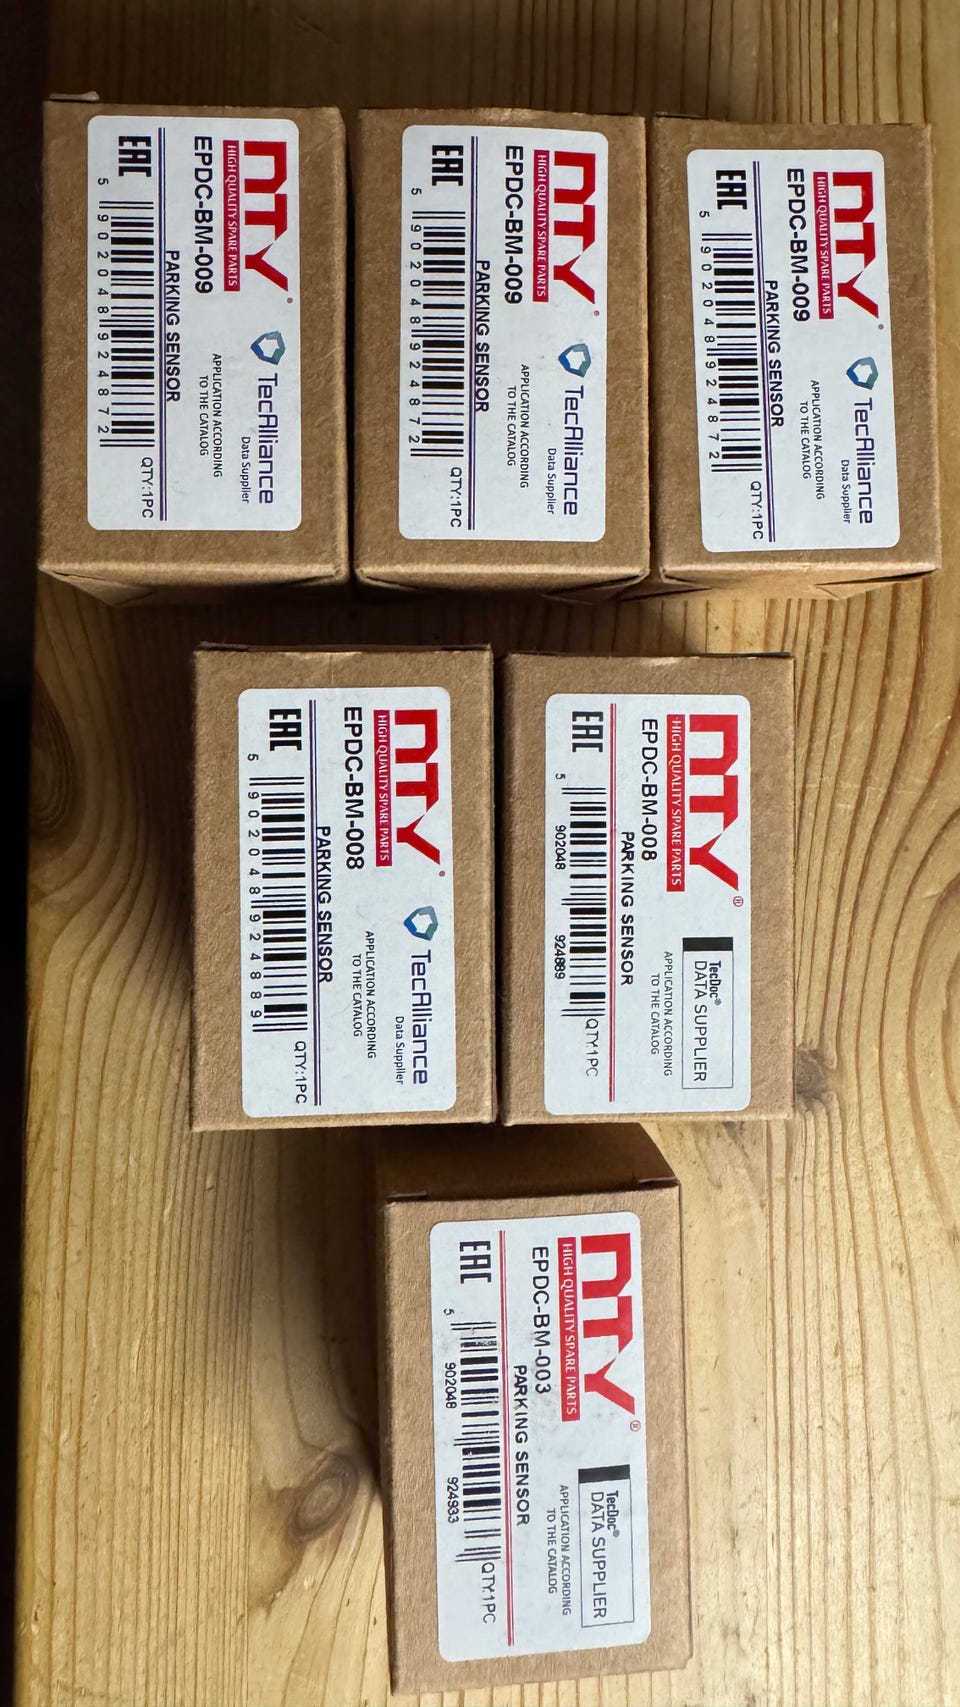 NTY®
HIGH QUALITY SPARE PARTS
EPDC-BM-009
TecAlliance
Data Supplier
APPLICATION ACCORDING
TO THE CATALOG
PARKING SENSOR
EAC
QTY:1PC
5 902048 924872
NTY®
HIGH QUALITY SPARE PARTS
EPDC-BM-009
TecAlliance
Data Supplier
APPLICATION ACCORDING
TO THE CATALOG
PARKING SENSOR
EAC
QTY:1PC
5 902048 924872
NTY®
HIGH QUALITY SPARE PARTS
EPDC-BM-009
TecAlliance
Data Supplier
APPLICATION ACCORDING
TO THE CATALOG
PARKING SENSOR
EAC
QTY:1PC
5 902048 924872
NTY®
HIGH QUALITY SPARE PARTS
EPDC-BM-008
TecAlliance
Data Supplier
APPLICATION ACCORDING
TO THE CATALOG
PARKING SENSOR
EAC
QTY:1PC
5 902048 924889
NTY®
HIGH QUALITY SPARE PARTS
EPDC-BM-008
TecDoc®
DATA SUPPLIER
APPLICATION ACCORDING
TO THE CATALOG
PARKING SENSOR
EAC
QTY:1PC
5 902048 924889
NTY®
HIGH QUALITY SPARE PARTS
EPDC-BM-003
TecDoc®
DATA SUPPLIER
APPLICATION ACCORDING
TO THE CATALOG
PARKING SENSOR
EAC
QTY:1PC
5 902048 924933